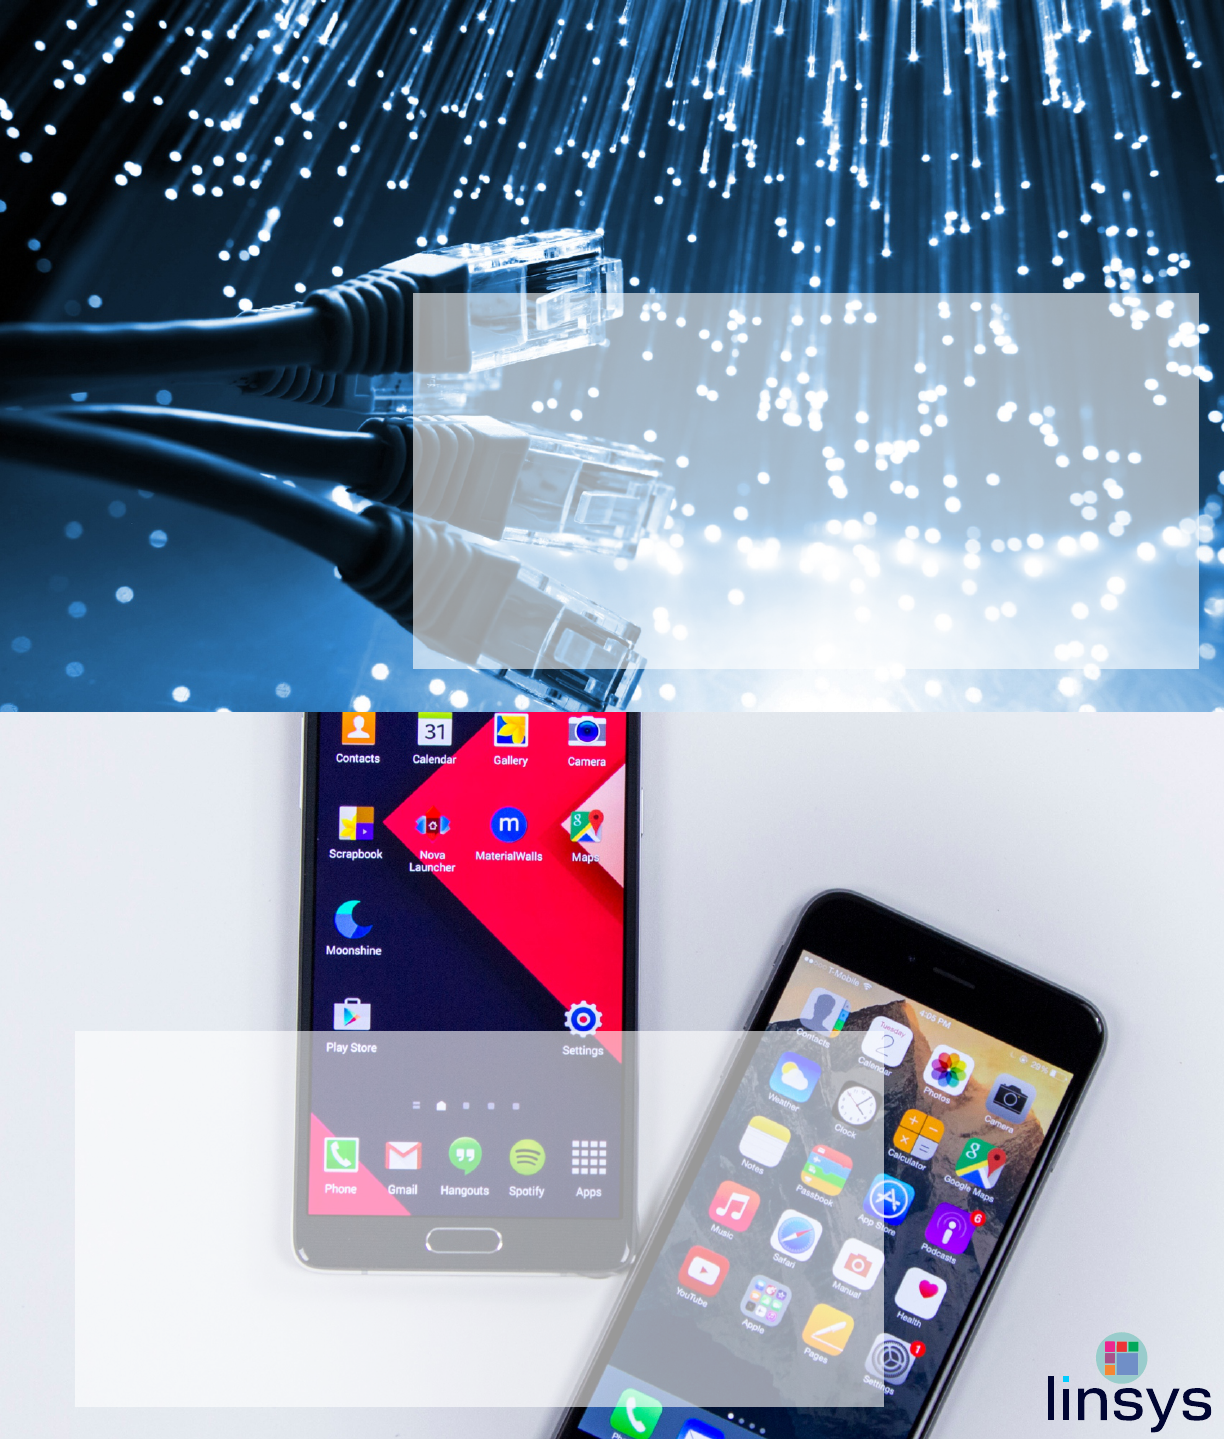 31
Contacts Calendar Gallery Camera
m
Scrapbook Nova Launcher MaterialWalls Maps
Moonshine
Play Store Settings
Phone Gmail Hangouts Spotify Apps
T-Mobile 4:05 PM 29%
Contacts
Tuesday
2
Calendar
Photos
Camera
Weather
Clock
Calculator
Google Maps
Notes
Passbook
App Store
6
Podcasts
Music
Safari
Manual
Health
YouTube
Apple
Pages
1
Settings
linsys